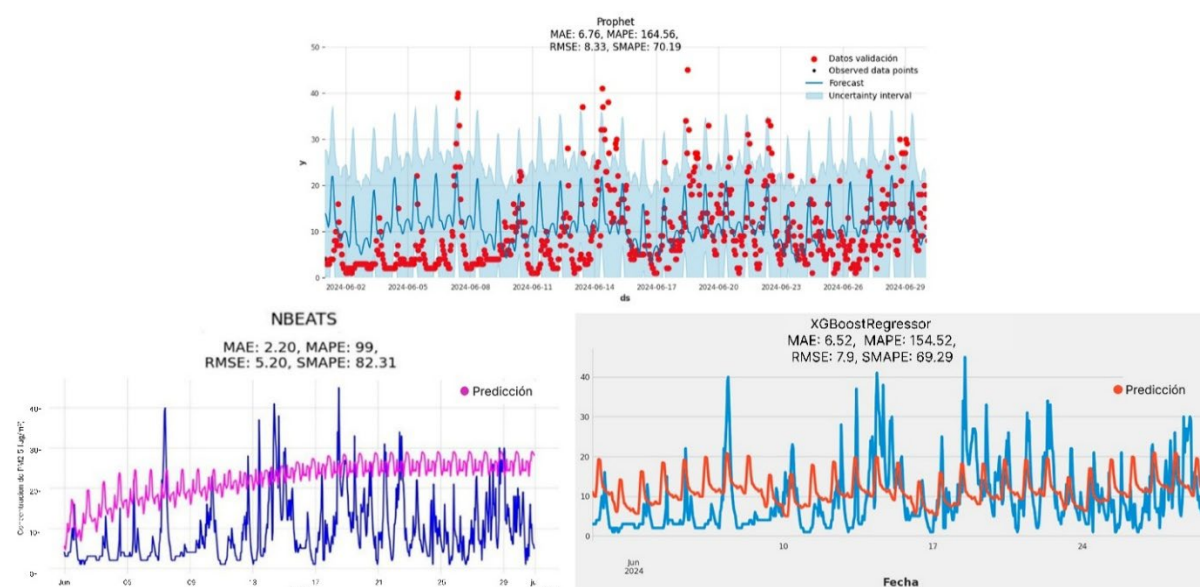 Prophet
MAE: 6.76, MAPE: 164.56,
RMSE: 8.33, SMAPE: 70.19
50
40
30
20
10
0
y
Datos validación
Observed data points
Forecast
Uncertainty interval
2024-06-02 2024-06-05 2024-06-08 2024-06-11 2024-06-14 2024-06-17 2024-06-20 2024-06-23 2024-06-26 2024-06-29
ds
NBEATS
MAE: 2.20, MAPE: 99,
RMSE: 5.20, SMAPE: 82.31
Predicción
40
30
20
10
0
de PM2 5
Jun 05 09 13 17 21 25 29
XGBoostRegressor
MAE: 6.52, MAPE: 154.52,
RMSE: 7.9, SMAPE: 69.29
Predicción
40
30
20
10
0
10 17 24
Jun
2024
Fecha